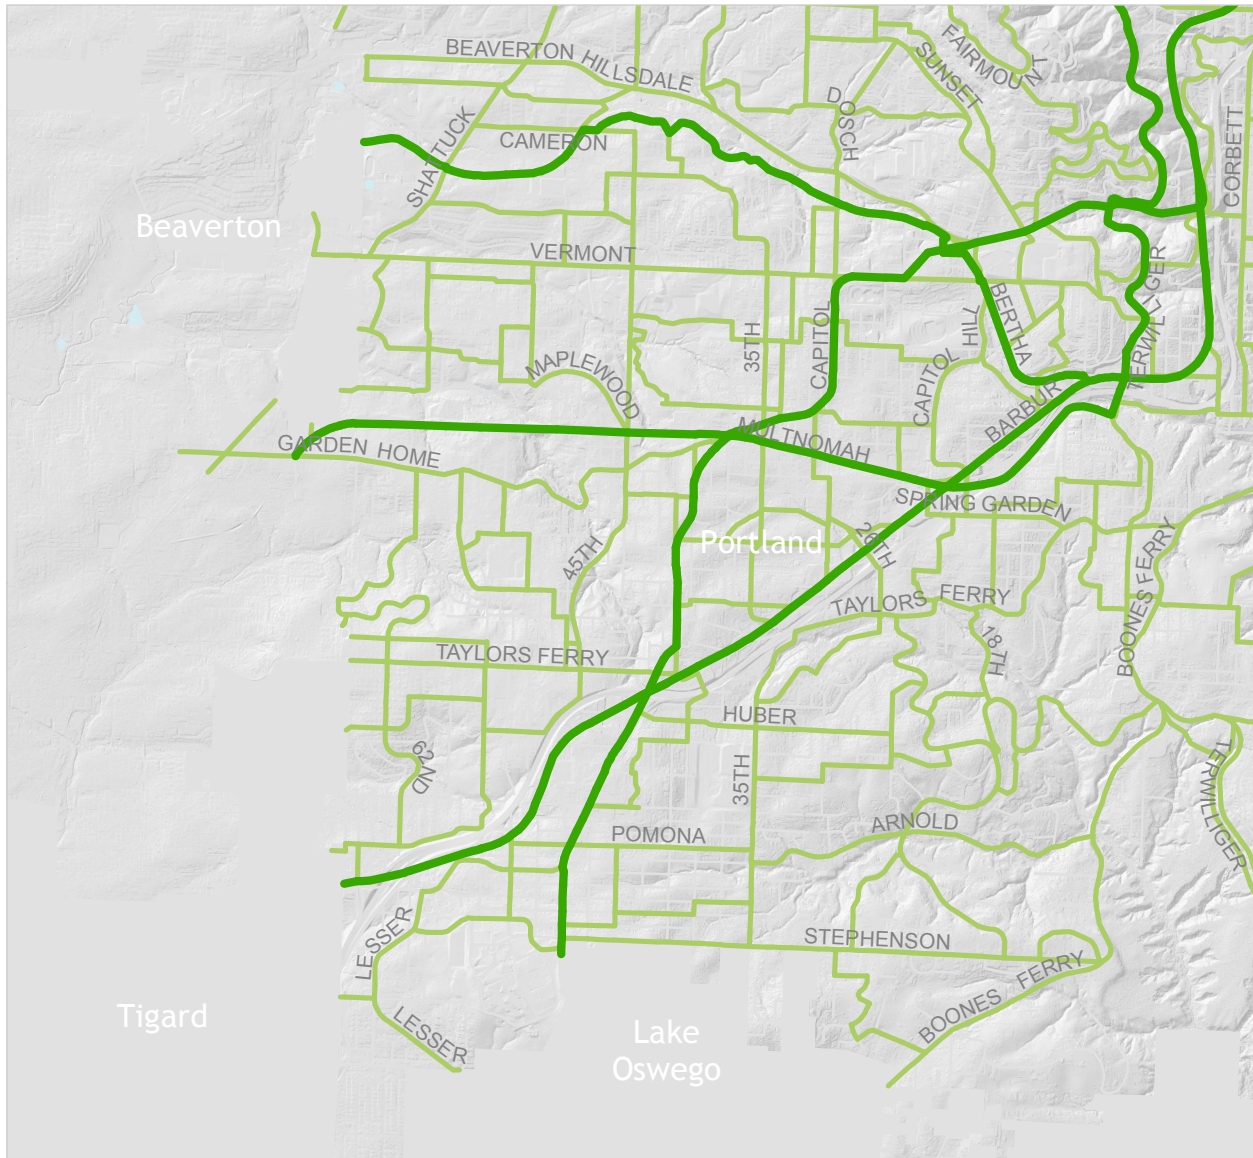 FAIRMOUNT
BEAVERTON HILLSDALE
SUNSET
DOSCH
CORBETT
SHATTUCK
CAMERON
Beaverton
VERMONT
TERWILLIGER
BERTHA
HILL
CAPITOL
35TH
CAPITOL
MAPLEWOOD
BARBUR
MULTNOMAH
GARDEN HOME
SPRING GARDEN
Portland
26TH
45TH
BOONES FERRY
TAYLORS FERRY
18TH
TAYLORS FERRY
HUBER
62ND
35TH
TERWILLIGER
ARNOLD
POMONA
LESSER
STEPHENSON
BOONES FERRY
Tigard
LESSER
Lake
Oswego